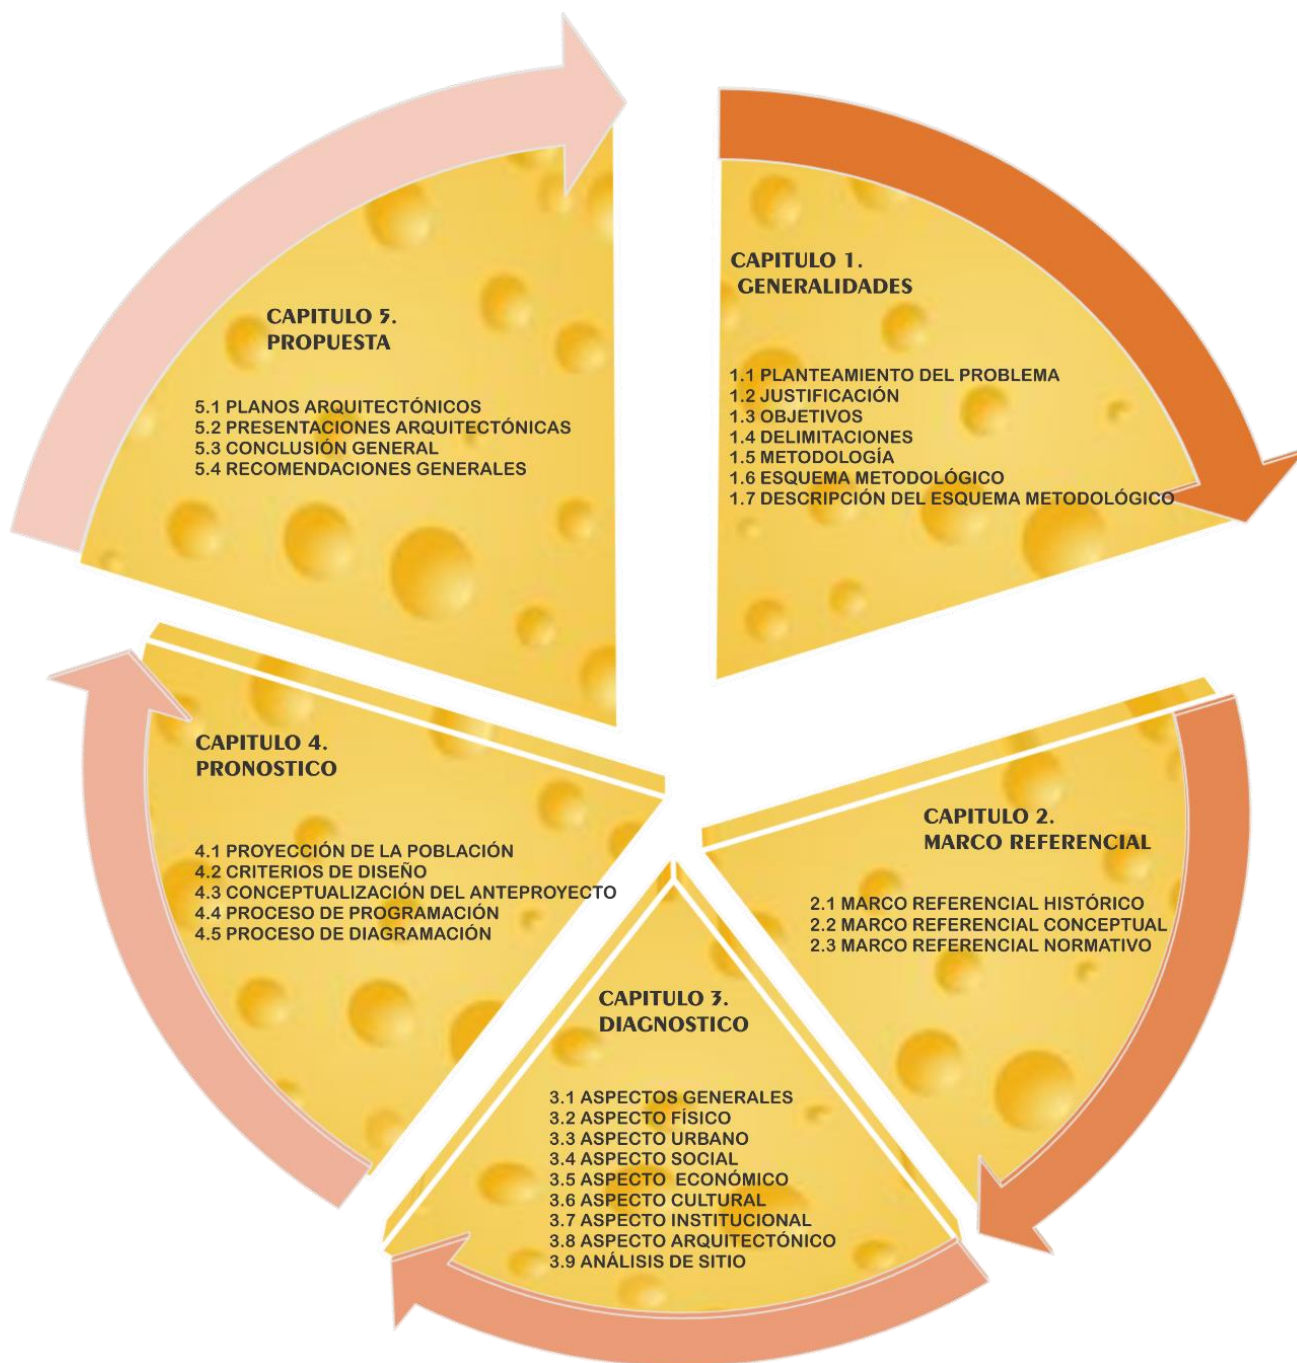 CAPITULO 1.
GENERALIDADES
1.1 PLANTEAMIENTO DEL PROBLEMA
1.2 JUSTIFICACIÓN
1.3 OBJETIVOS
1.4 DELIMITACIONES
1.5 METODOLOGÍA
1.6 ESQUEMA METODOLÓGICO
1.7 DESCRIPCIÓN DEL ESQUEMA METODOLÓGICO
CAPITULO 2.
MARCO REFERENCIAL
2.1 MARCO REFERENCIAL HISTÓRICO
2.2 MARCO REFERENCIAL CONCEPTUAL
2.3 MARCO REFERENCIAL NORMATIVO
CAPITULO 3.
DIAGNOSTICO
3.1 ASPECTOS GENERALES
3.2 ASPECTO FÍSICO
3.3 ASPECTO URBANO
3.4 ASPECTO SOCIAL
3.5 ASPECTO ECONÓMICO
3.6 ASPECTO CULTURAL
3.7 ASPECTO INSTITUCIONAL
3.8 ASPECTO ARQUITECTÓNICO
3.9 ANÁLISIS DE SITIO
CAPITULO 4.
PRONOSTICO
4.1 PROYECCIÓN DE LA POBLACIÓN
4.2 CRITERIOS DE DISEÑO
4.3 CONCEPTUALIZACIÓN DEL ANTEPROYECTO
4.4 PROCESO DE PROGRAMACIÓN
4.5 PROCESO DE DIAGRAMACIÓN
CAPITULO 5.
PROPUESTA
5.1 PLANOS ARQUITECTÓNICOS
5.2 PRESENTACIONES ARQUITECTÓNICAS
5.3 CONCLUSIÓN GENERAL
5.4 RECOMENDACIONES GENERALES